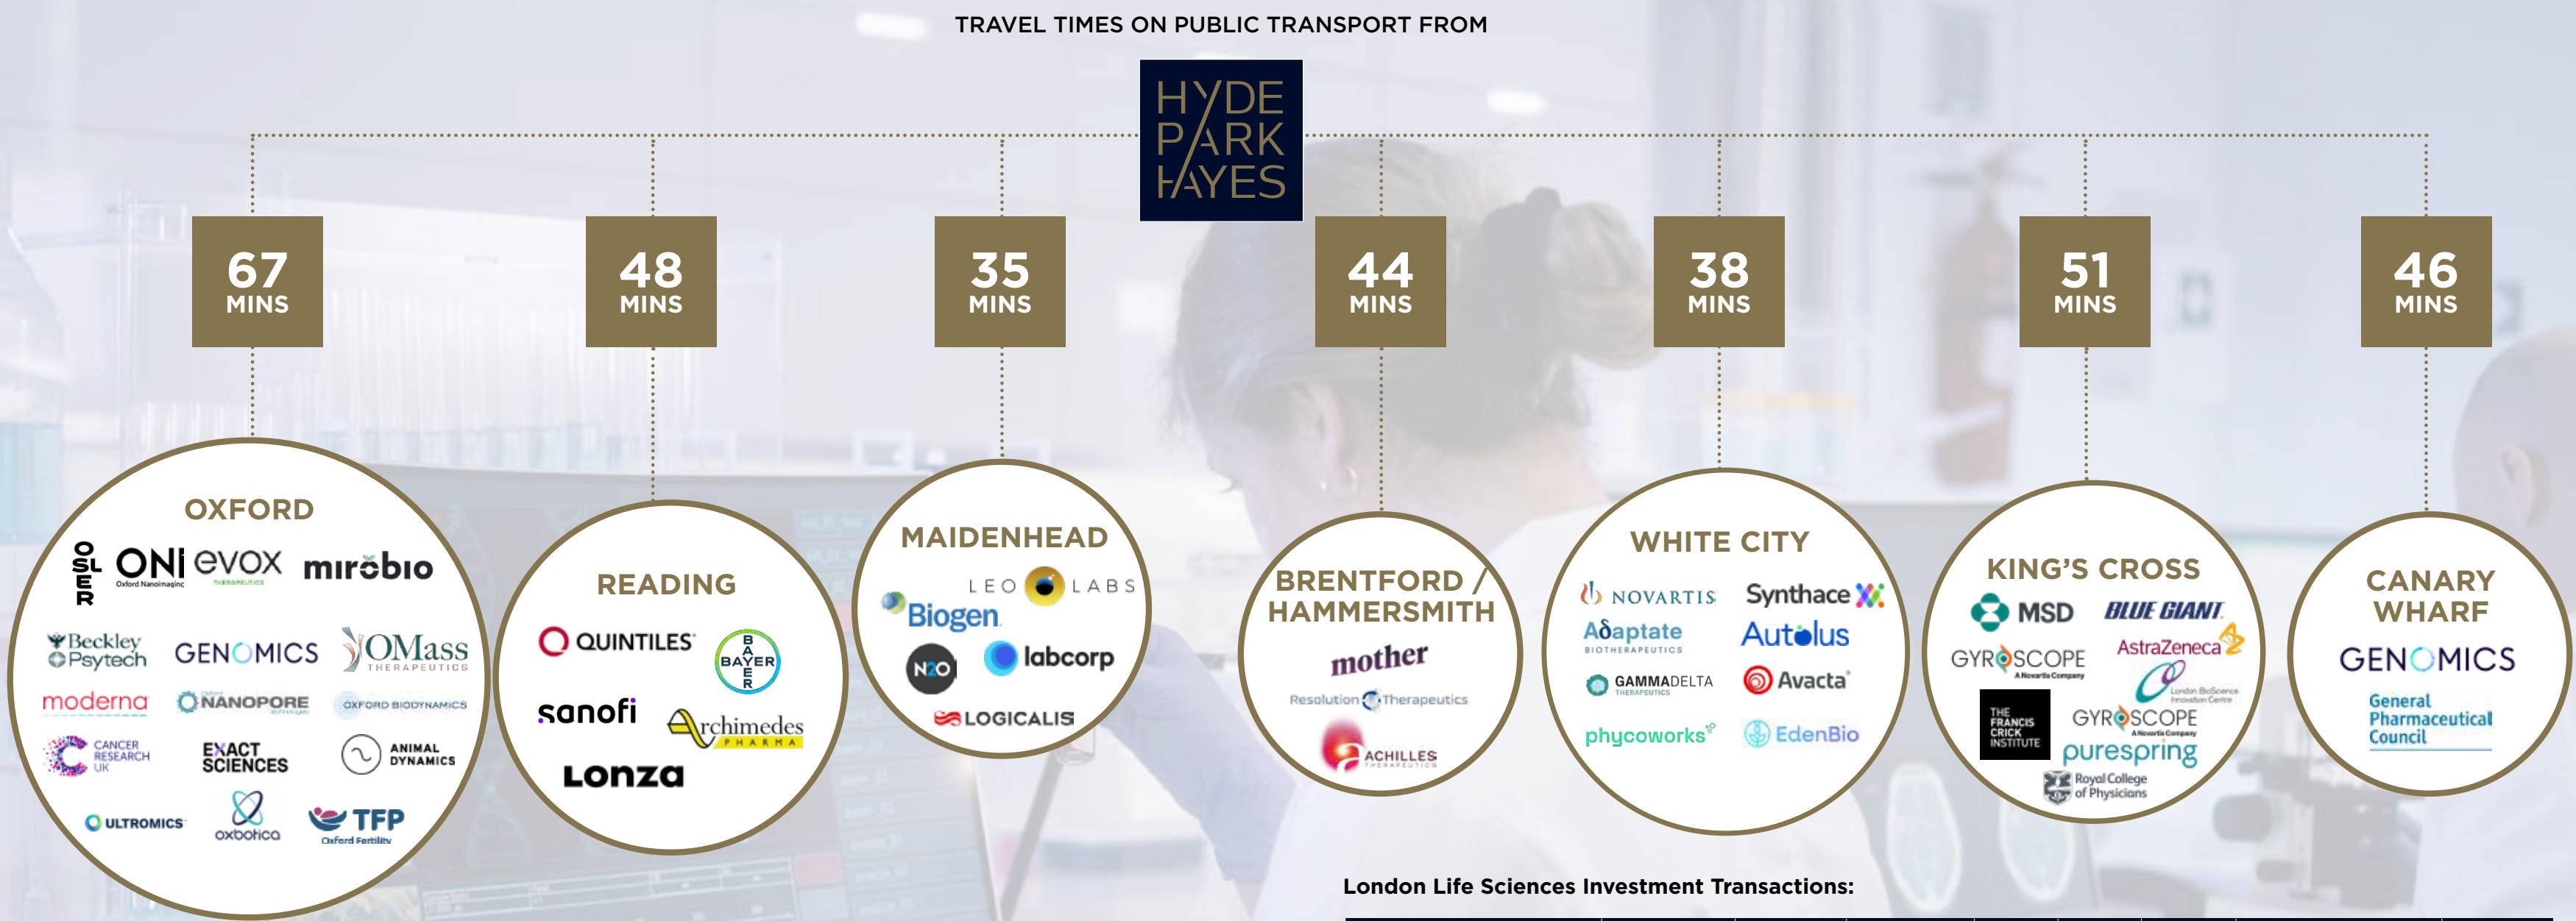 TRAVEL TIMES ON PUBLIC TRANSPORT FROM
HYDE
PARK
HAYES
67
MINS
48
MINS
35
MINS
44
MINS
38
MINS
51
MINS
46
MINS
OXFORD
OSLER
ONI
Oxford Nanoimaging
evox
THERAPEUTICS
mirobio
Beckley
Psytech
GENOMICS
OMass
THERAPEUTICS
moderna
Oxford
NANOPORE
Technologies
OXFORD BIODYNAMICS
CANCER
RESEARCH
UK
EXACT
SCIENCES
ANIMAL
DYNAMICS
ULTROMICS
oxbotica
TFP
Oxford Fertility
READING
QUINTILES
BAYER
BAYER
sanofi
Archimedes
PHARMA
Lonza
MAIDENHEAD
LEO LABS
Biogen
N2O
labcorp
LOGICALIS
BRENTFORD /
HAMMERSMITH
mother
Resolution Therapeutics
ACHILLES
THERAPEUTICS
WHITE CITY
NOVARTIS
Synthace
Adaptate
BIOTHERAPEUTICS
Autolus
GAMMADELTA
THERAPEUTICS
Avacta
phycoworks
EdenBio
KING'S CROSS
MSD
BLUE GIANT
GYROSCOPE
A Novartis Company
AstraZeneca
London BioScience
Innovation Centre
THE
FRANCIS
CRICK
INSTITUTE
GYROSCOPE
A Novartis Company
purespring
Royal College
of Physicians
CANARY
WHARF
GENOMICS
General
Pharmaceutical
Council
London Life Sciences Investment Transactions: